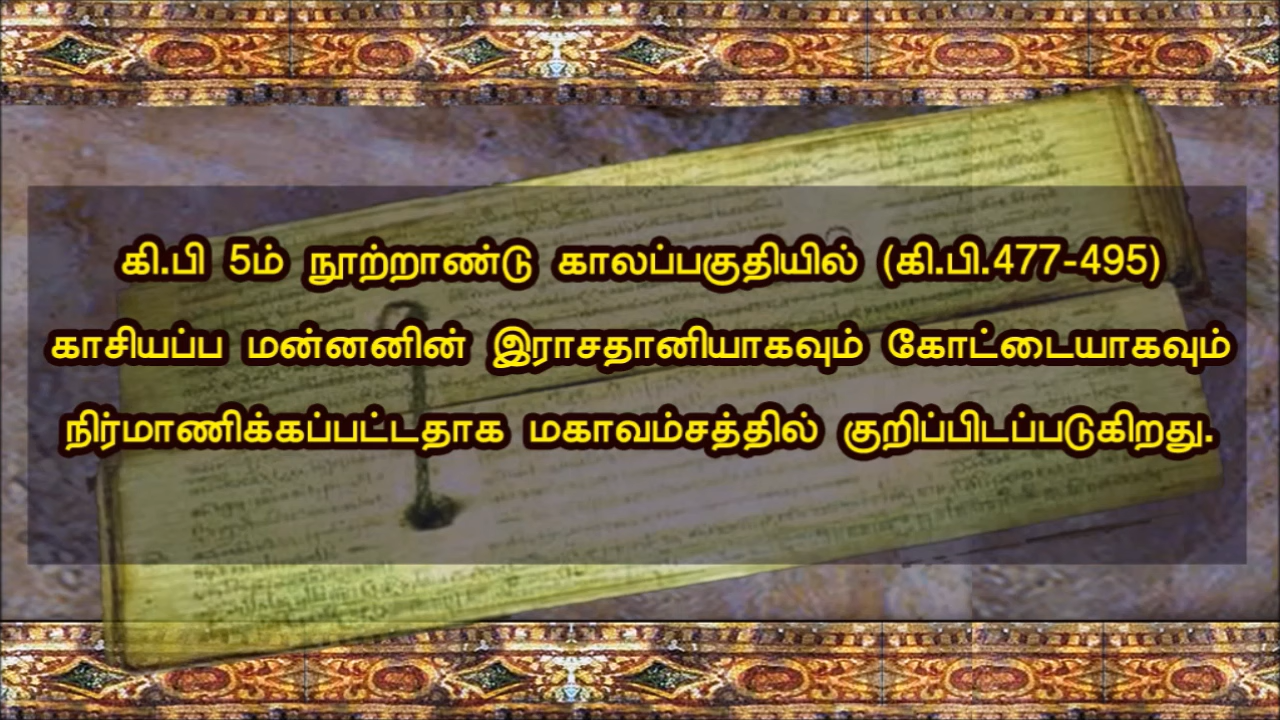 கி.பி 5ம் நூற்றாண்டு காலப்பகுதியில் (கி.பி.477-495)
காசியப்ப மன்னனின் இராசதானியாகவும் கோட்டையாகவும்
நிர்மாணிக்கப்பட்டதாக மகாவம்சத்தில் குறிப்பிடப்படுகிறது.